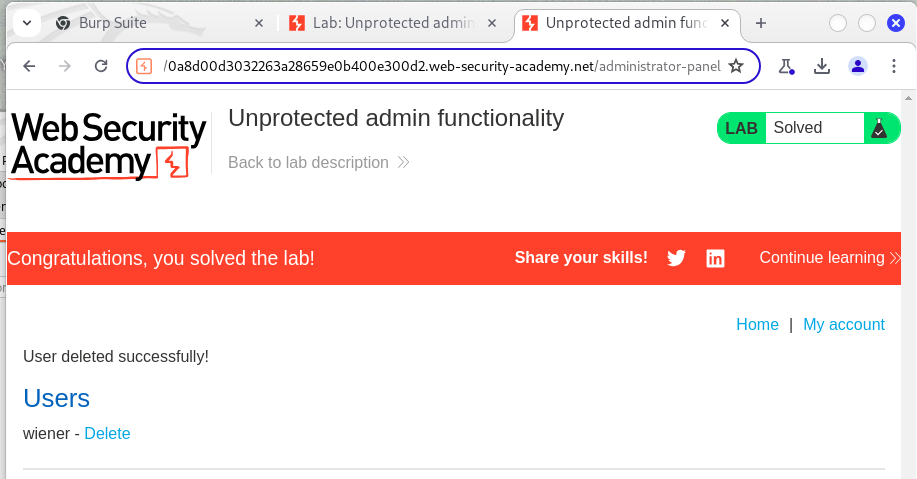 Burp Suite
Lab: Unprotected admin
Unprotected admin func
/0a8d00d3032263a28659e0b400e300d2.web-security-academy.net/administrator-panel
Web Security
Academy
Unprotected admin functionality
Back to lab description
LAB Solved
Congratulations, you solved the lab!
Share your skills!
Continue learning
Home | My account
User deleted successfully!
Users
wiener - Delete